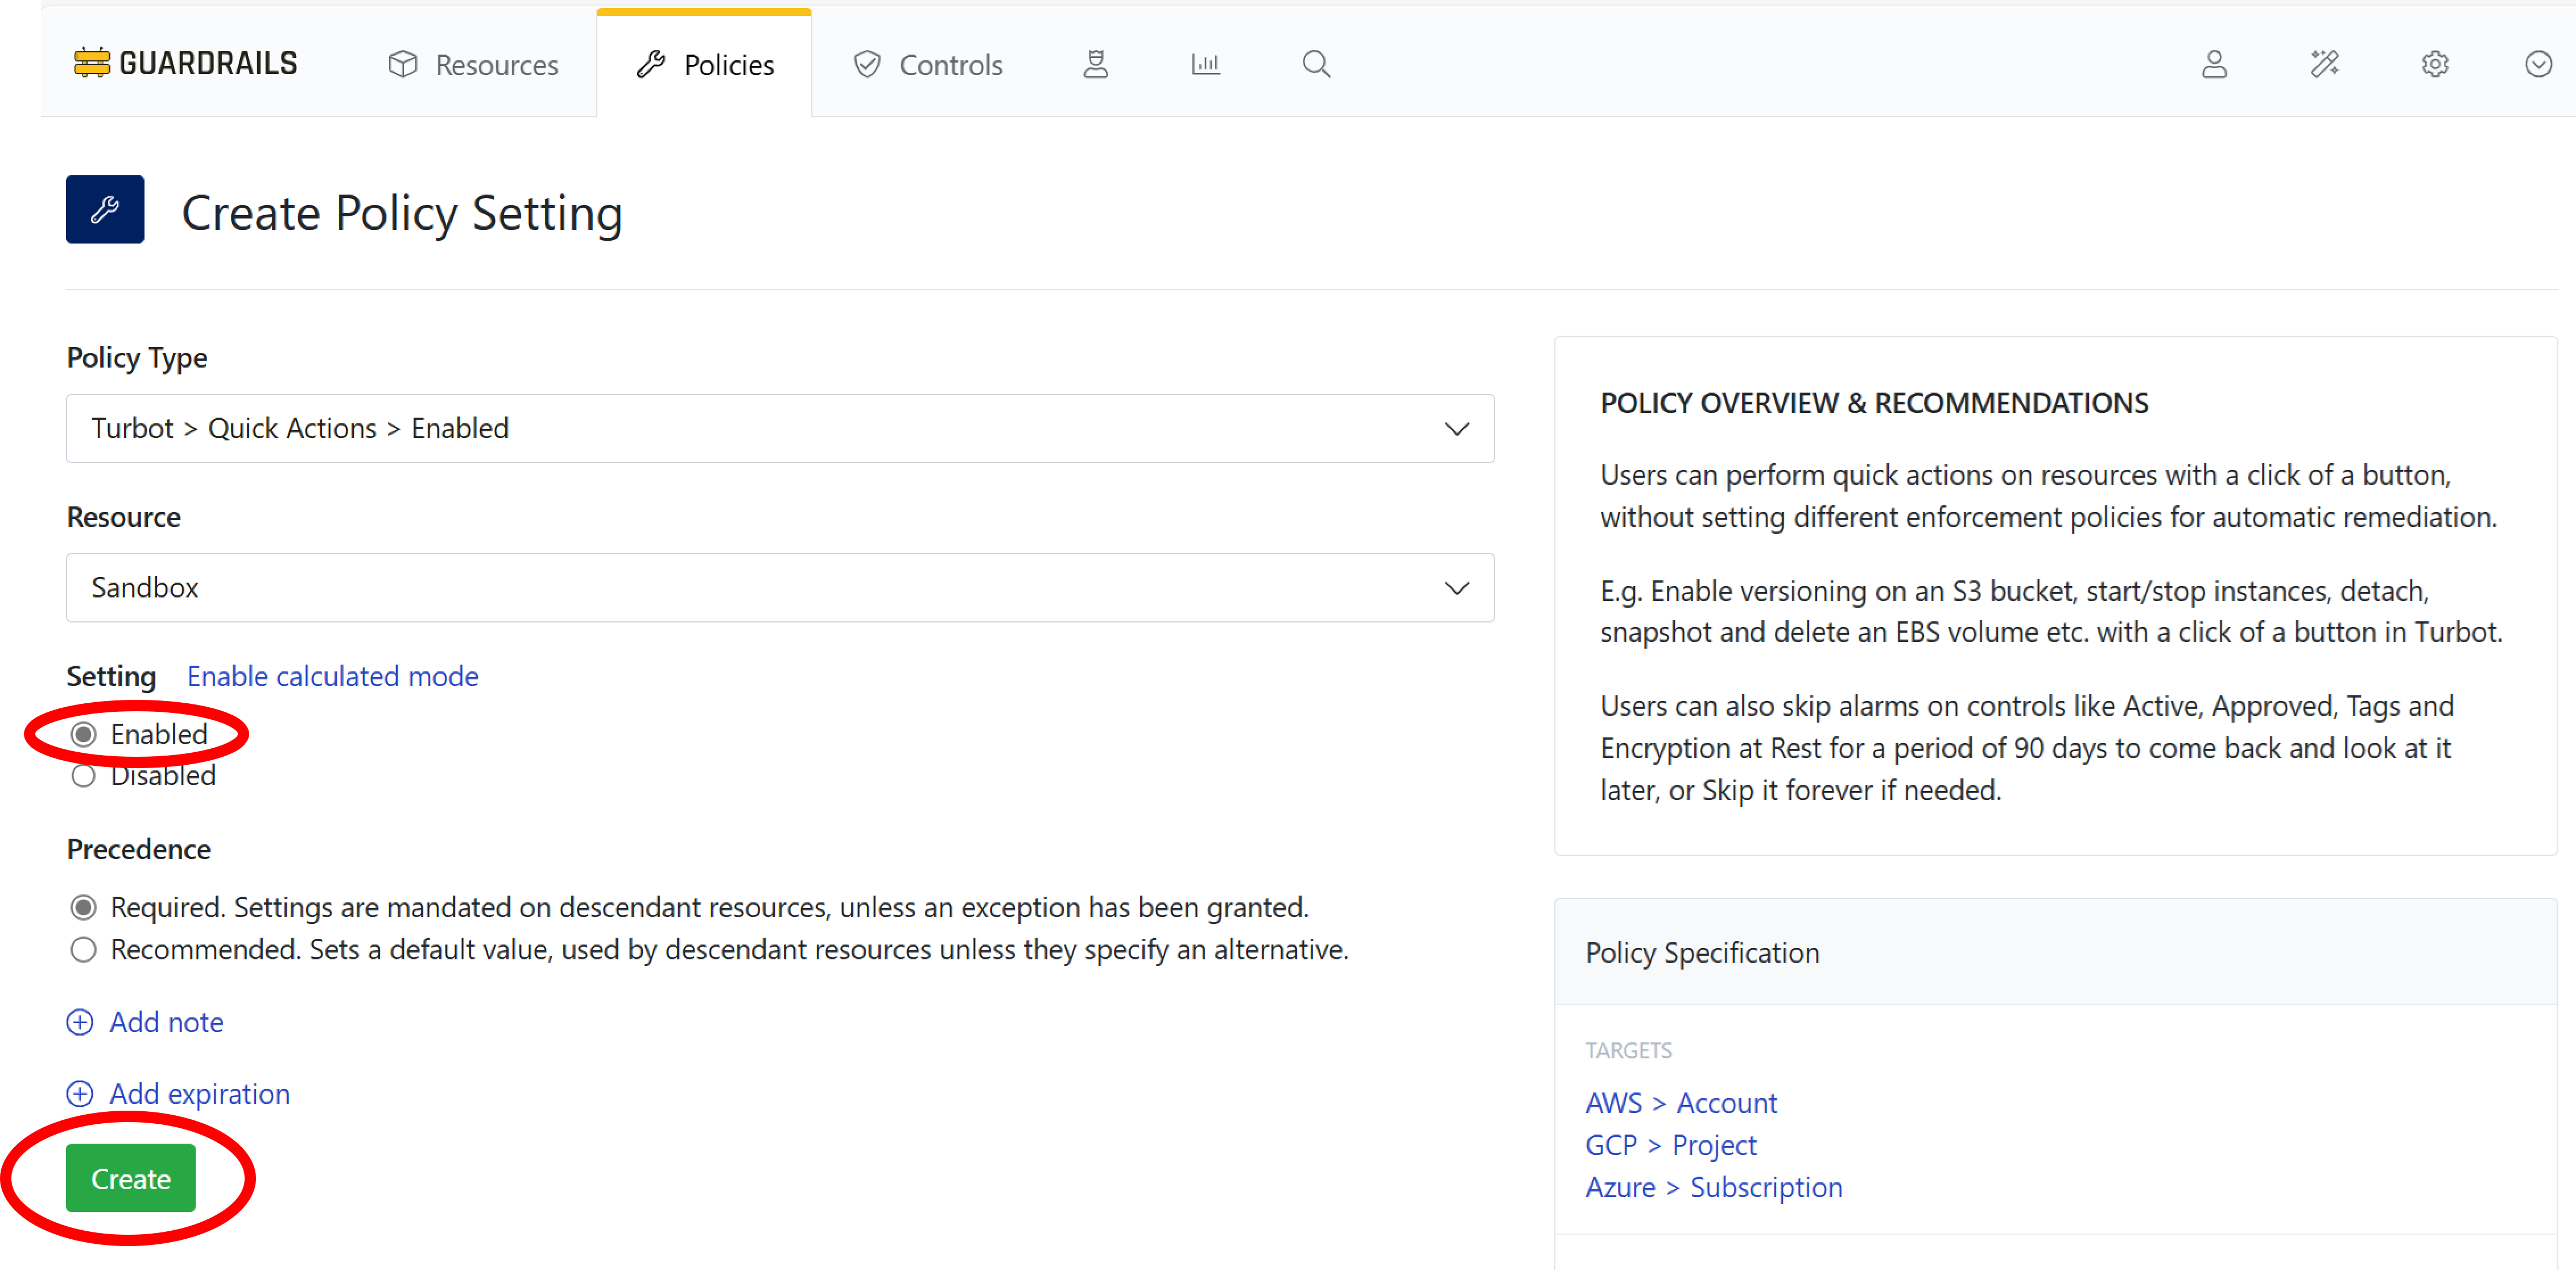 GUARDRAILS
Resources
Policies
Controls
Create Policy Setting
Policy Type
Turbot > Quick Actions > Enabled
Resource
Sandbox
Setting Enable calculated mode
Enabled
Disabled
Precedence
Required. Settings are mandated on descendant resources, unless an exception has been granted.
Recommended. Sets a default value, used by descendant resources unless they specify an alternative.
Add note
Add expiration
Create
POLICY OVERVIEW & RECOMMENDATIONS
Users can perform quick actions on resources with a click of a button,
without setting different enforcement policies for automatic remediation.
E.g. Enable versioning on an S3 bucket, start/stop instances, detach,
snapshot and delete an EBS volume etc. with a click of a button in Turbot.
Users can also skip alarms on controls like Active, Approved, Tags and
Encryption at Rest for a period of 90 days to come back and look at it
later, or Skip it forever if needed.
Policy Specification
TARGETS
AWS > Account
GCP > Project
Azure > Subscription